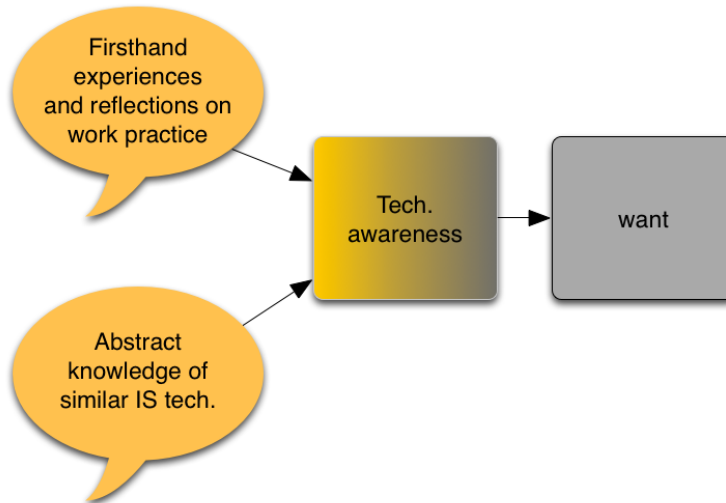 Firsthand
experiences
and reflections on
work practice
Tech.
awareness
want
Abstract
knowledge of
similar IS tech.